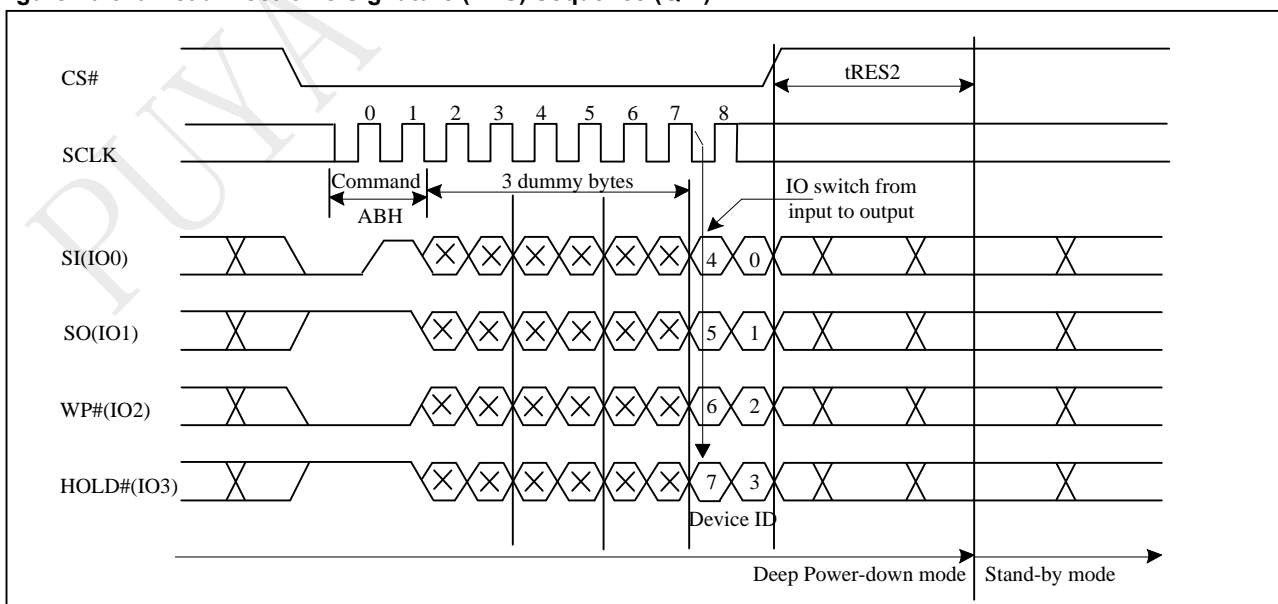 PUYA
CS#
tRES2
0 1 2 3 4 5 6 7 8
SCLK
Command
ABH
3 dummy bytes
IO switch from
input to output
SI(IO0)
4 0
SO(IO1)
5 1
WP#(IO2)
6 2
HOLD#(IO3)
7 3
Device ID
Deep Power-down mode
Stand-by mode